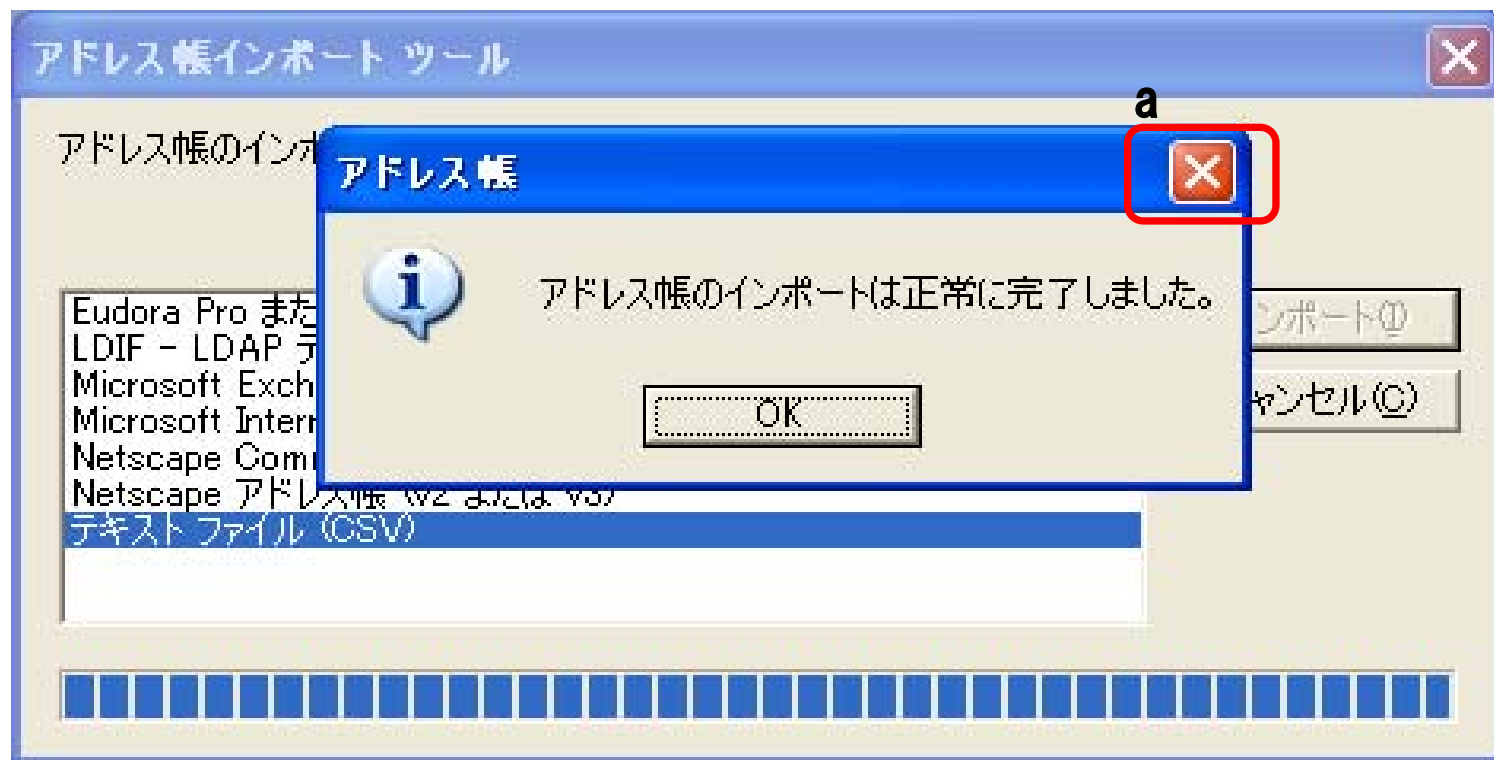 アドレス帳インポート ツール
a
アドレス帳のインポ
アドレス帳
アドレス帳のインポートは正常に完了しました。
OK
Eudora Pro また
LDIF - LDAP デ
Microsoft Exch
Microsoft Intern
Netscape Comm
Netscape アドレス帳 (v2 または v3)
テキスト ファイル (CSV)
ンポート(I)
ャンセル(C)